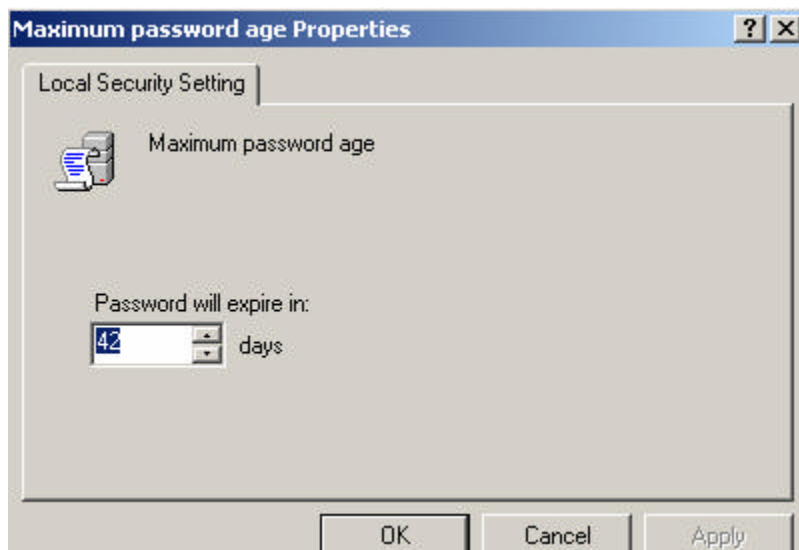 Maximum password age Properties
Local Security Setting
Maximum password age
Password will expire in:
42 days
OK Cancel Apply